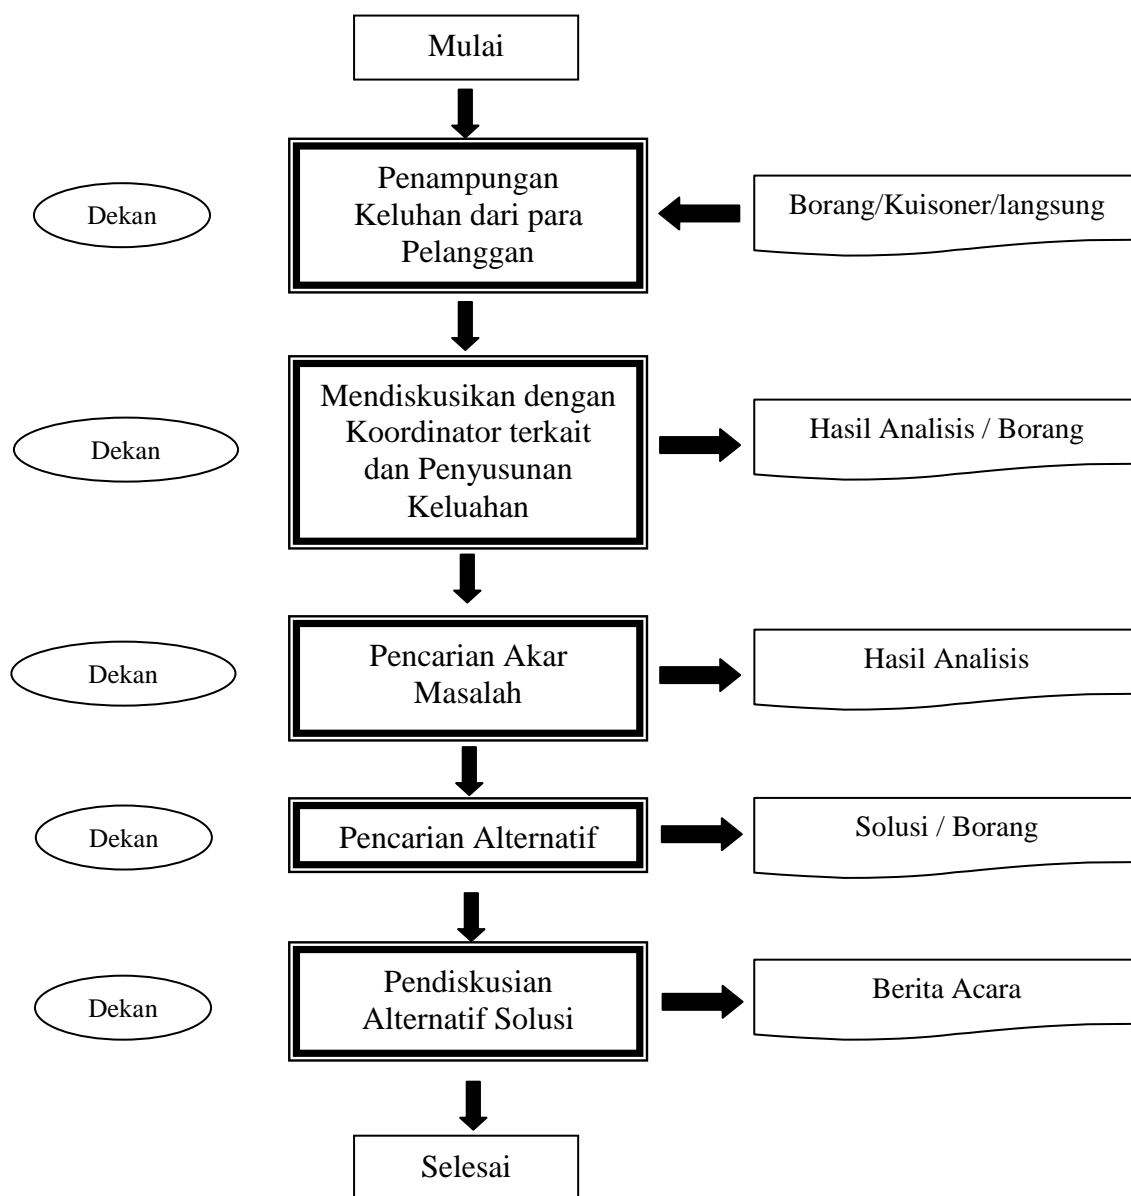 Mulai
Dekan
Penampungan
Keluhan dari para
Pelanggan
Borang/Kuisoner/langsung
Dekan
Mendiskusikan dengan
Koordinator terkait
dan Penyusunan
Keluahan
Hasil Analisis / Borang
Dekan
Pencarian Akar
Masalah
Hasil Analisis
Dekan
Pencarian Alternatif
Solusi / Borang
Dekan
Pendiskusian
Alternatif Solusi
Berita Acara
Selesai